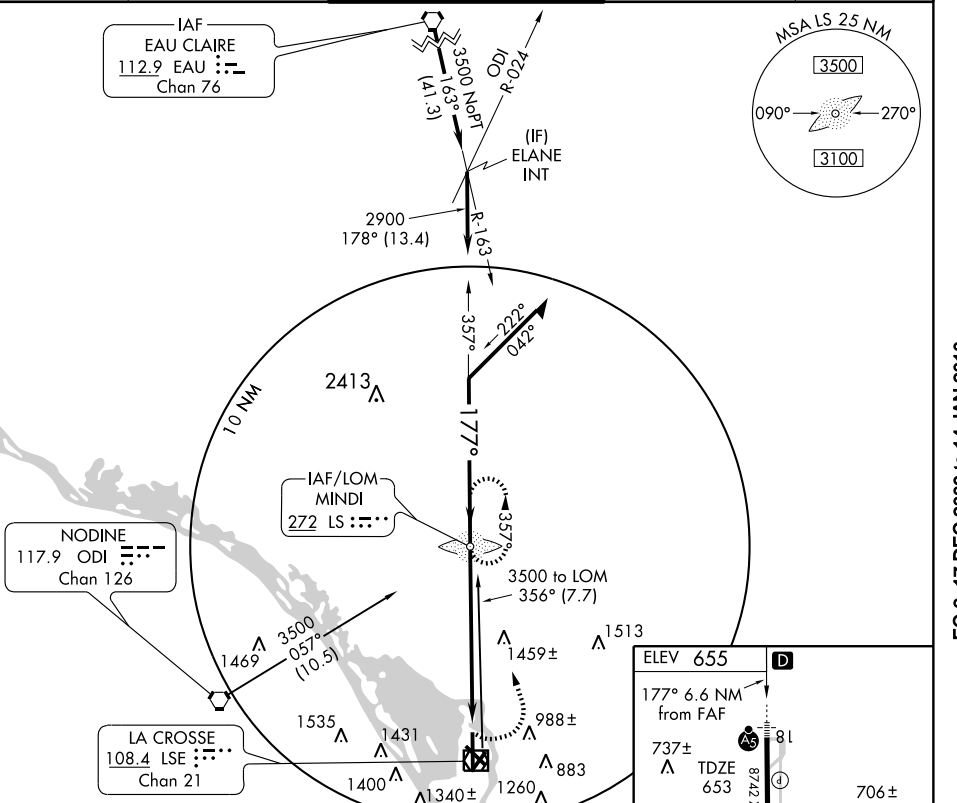 IAF
EAU CLAIRE
112.9 EAU
Chan 76
3500 NoPT
163°
(41.3)
ODI
R-024
(IF)
ELANE
INT
MSA LS 25 NM
3500
090°
270°
3100
2900
178° (13.4)
R-163
357°
222°
042°
2413
10 NM
177°
IAF/LOM
MINDI
272 LS
357°
NODINE
117.9 ODI
Chan 126
3500 to LOM
356° (7.7)
3500
057°
(10.5)
1469
1459±
1513
1535
1431
988±
LA CROSSE
108.4 LSE
Chan 21
1400
1340±
1260
883
ELEV 655
D
177° 6.6 NM
from FAF
A5
18
737±
TDZE
653
8742
P
706±